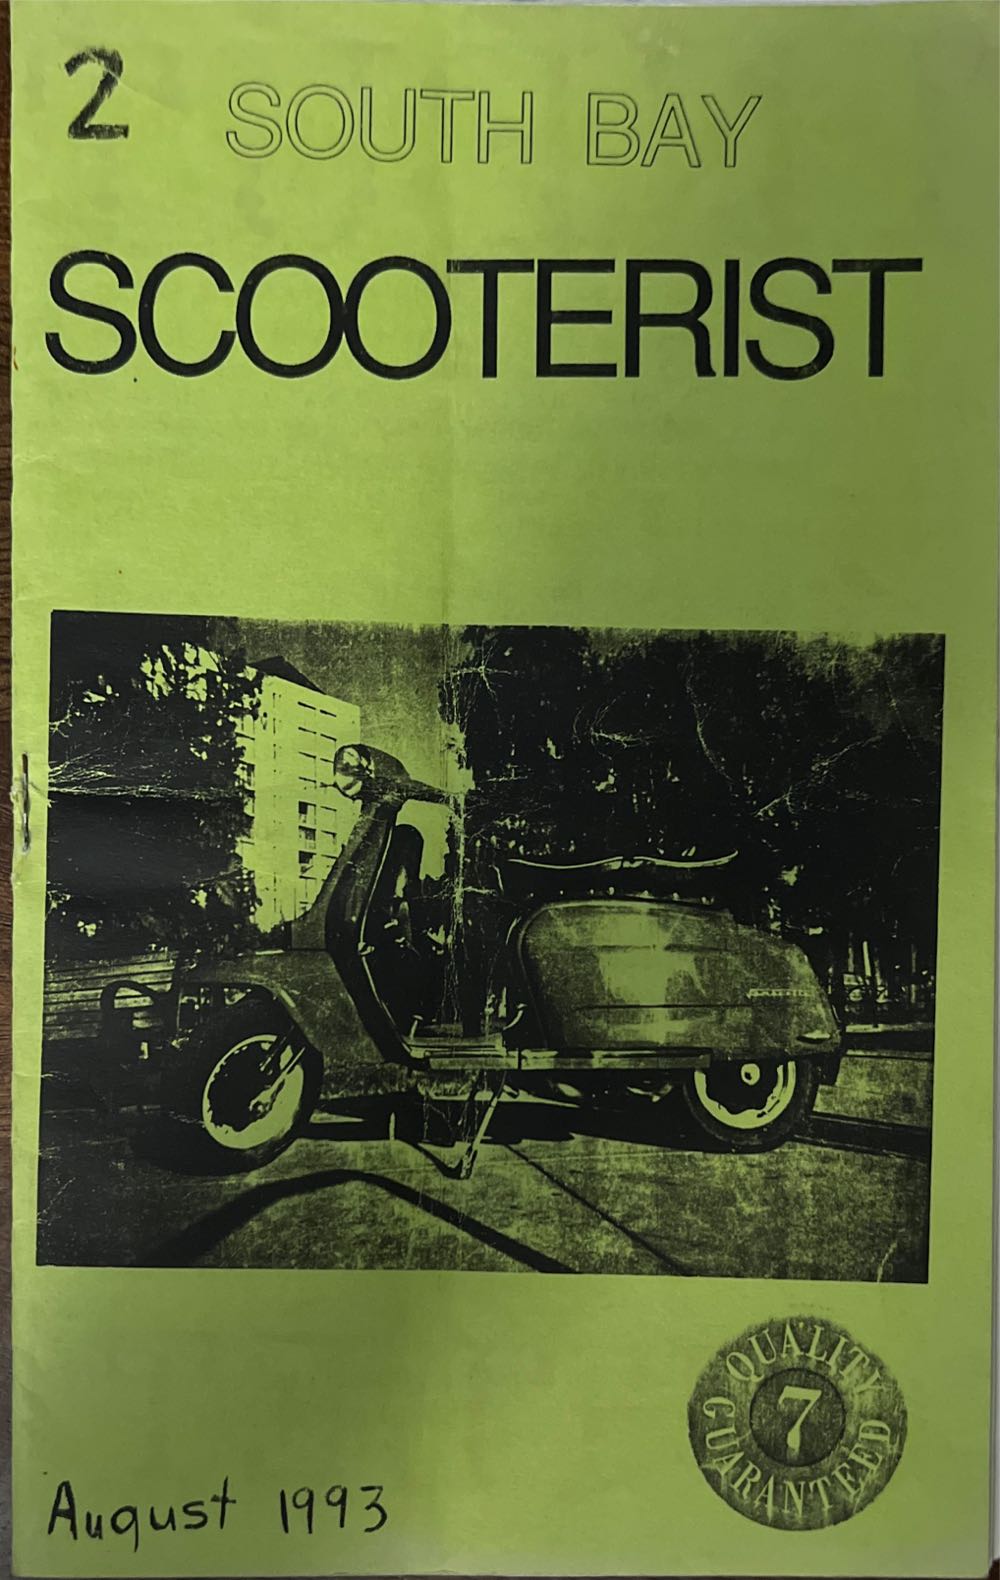 2
SOUTH BAY
SCOOTERIST
QUALITY
7
GUARANTEED
August 1993